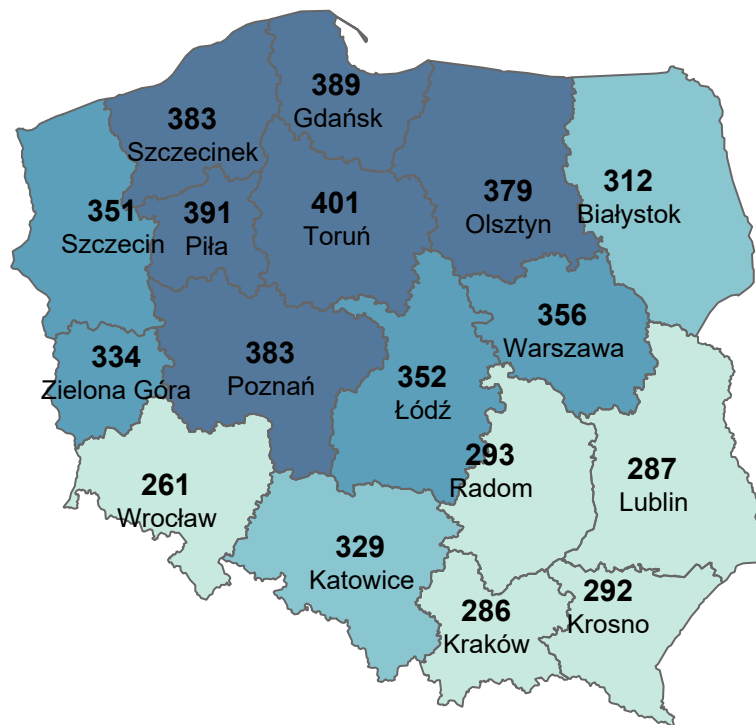 389
Gdańsk
383
Szczecinek
312
Białystok
379
Olsztyn
401
Toruń
391
Piła
351
Szczecin
356
Warszawa
334
Zielona Góra
383
Poznań
352
Łódź
293
Radom
287
Lublin
261
Wrocław
329
Katowice
292
Krosno
286
Kraków